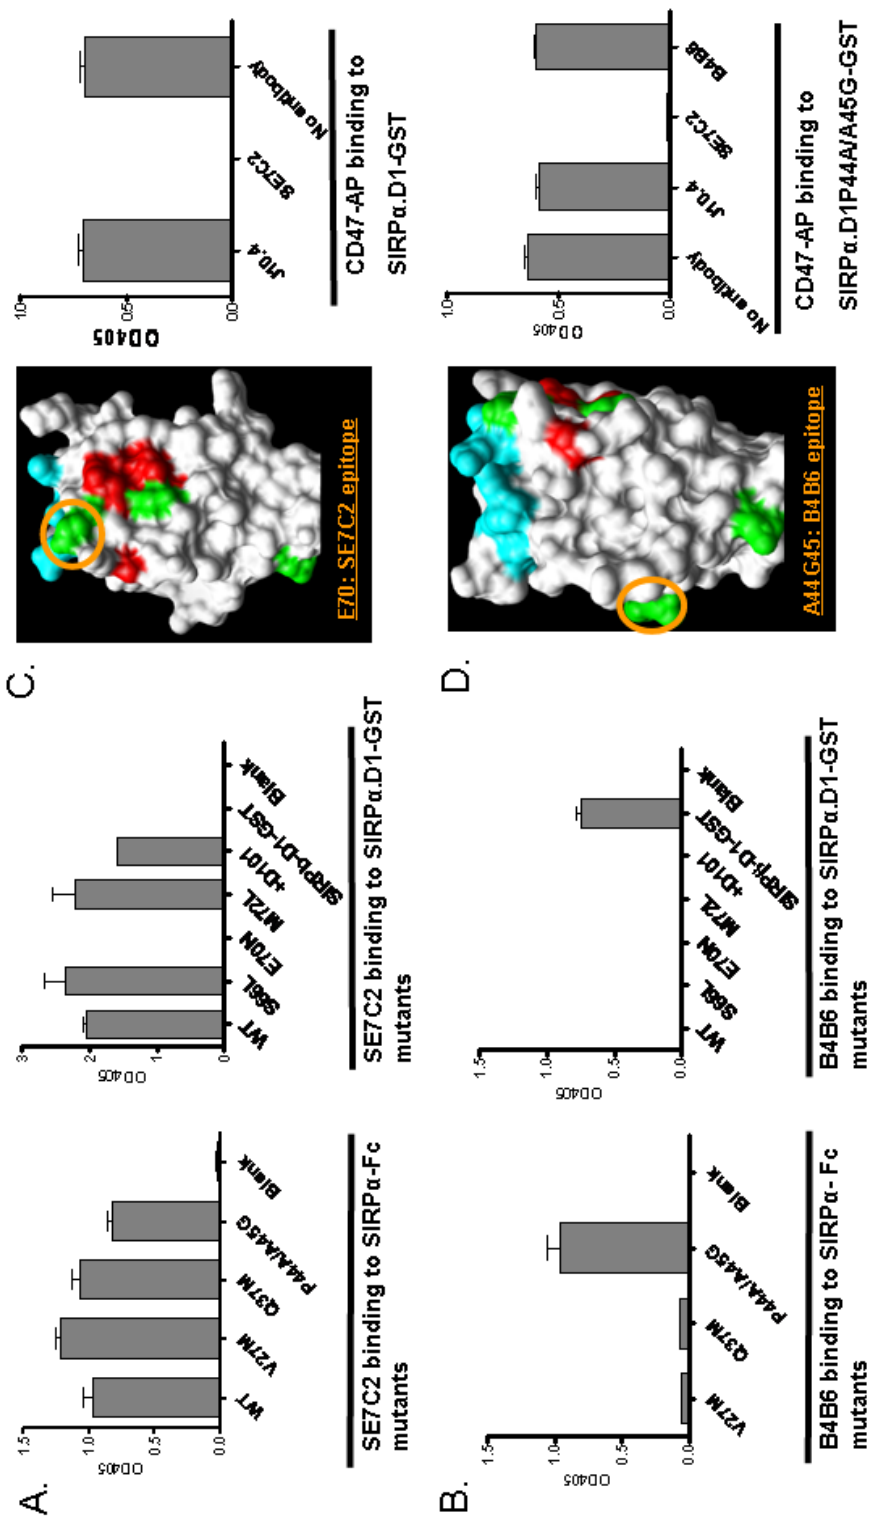 A.
1.5
1.0
0.5
0.0
OD405
WT
V27M
Q37M
P44A/A45G
Blank
SE7C2 binding to SIRPα-Fc
mutants
3
2
1
0
OD405
WT
S66L
E70N
M72L
+D101
SIRPb-D1-GST
Blank
SE7C2 binding to SIRPα.D1-GST
mutants
C.
E70: SE7C2 epitope
1.0
0.5
0.0
OD405
J10.4
SE7C2
No antibody
CD47-AP binding to
SIRPα.D1-GST
B.
1.5
1.0
0.5
0.0
OD405
V27M
Q37M
P44A/A45G
Blank
B4B6 binding to SIRPα- Fc
mutants
1.5
1.0
0.5
0.0
OD405
WT
S66L
E70N
M72L
+D101
SIRPβ-D1-GST
Blank
B4B6 binding to SIRPα.D1-GST
mutants
D.
A44G45: B4B6 epitope
1.0
0.5
0.0
OD405
No antibody
J10.4
SE7C2
B4B6
CD47-AP binding to
SIRPα.D1P44A/A45G-GST